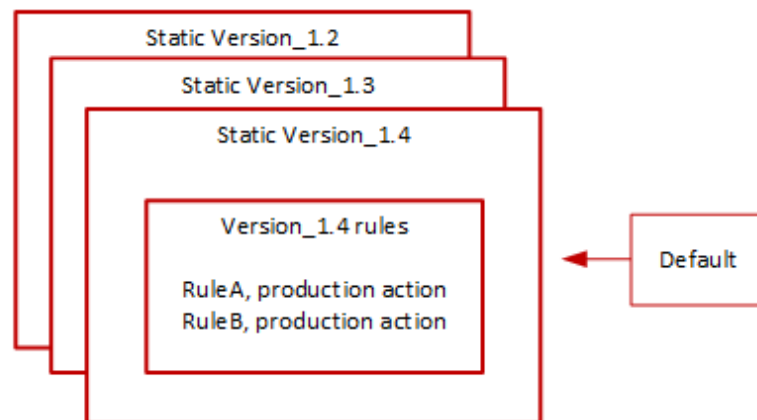 Static Version_1.2
Static Version_1.3
Static Version_1.4
Version_1.4 rules
RuleA, production action
RuleB, production action
Default